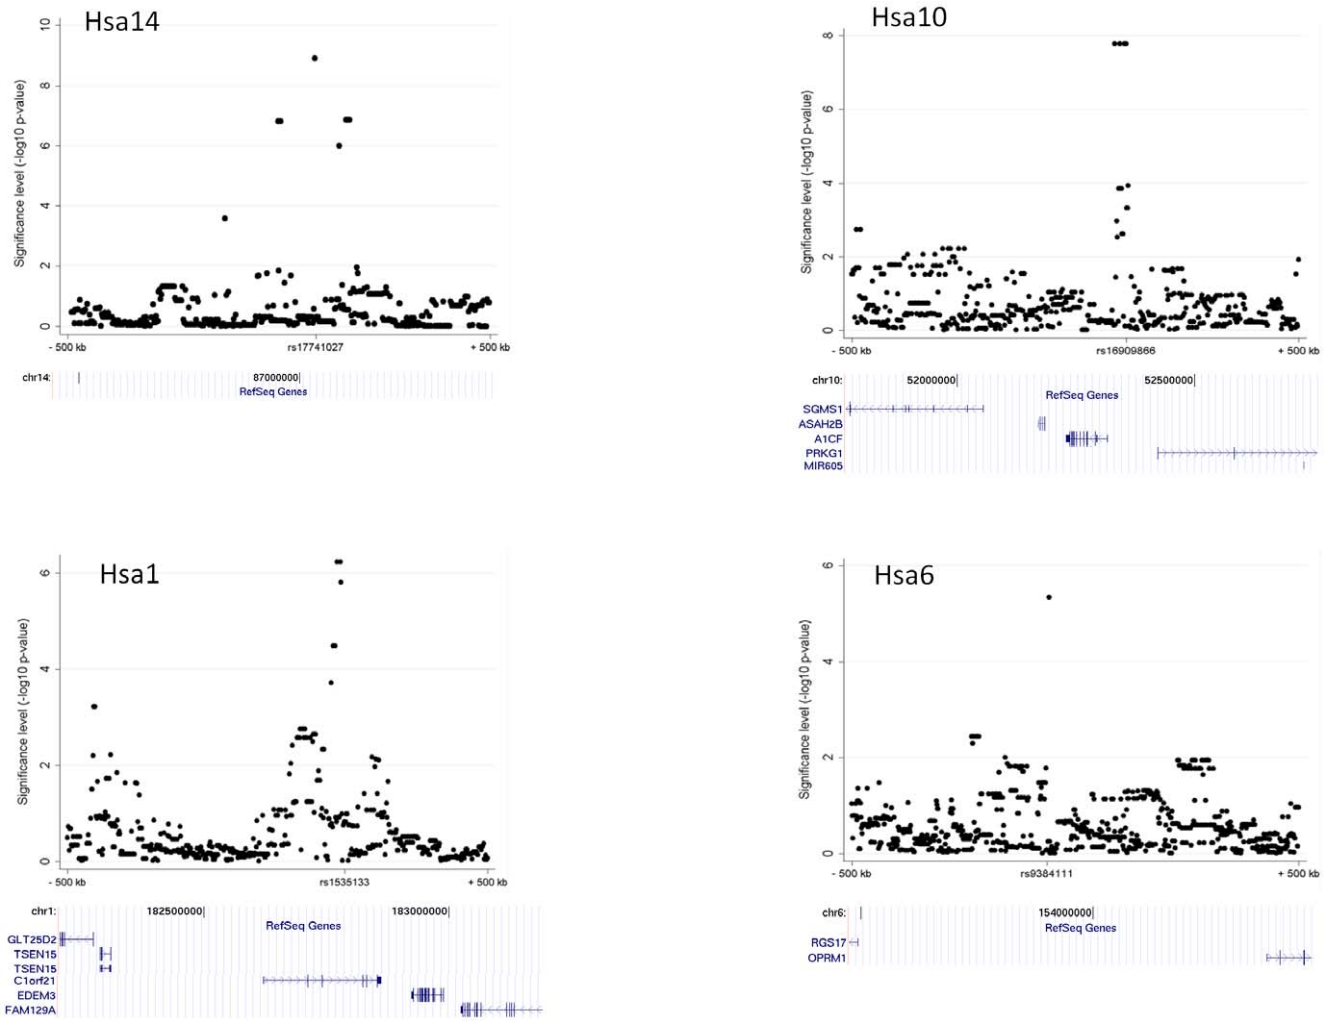 Hsa14
Significance level (-log10 p-value)
10
8
6
4
2
0
- 500 kb rs17741027 + 500 kb
chr14: 87000000
RefSeq Genes
Hsa10
Significance level (-log10 p-value)
8
6
4
2
0
- 500 kb rs16909866 + 500 kb
chr10: 52000000 52500000
RefSeq Genes
SGMS1
ASAH2B
A1CF
PRKG1
MIR605
Hsa1
Significance level (-log10 p-value)
6
4
2
0
- 500 kb rs1535133 + 500 kb
chr1: 182500000 183000000
RefSeq Genes
GLT25D2
TSEN15
TSEN15
C1orf21
EDEM3
FAM129A
Hsa6
Significance level (-log10 p-value)
6
4
2
0
- 500 kb rs9384111 + 500 kb
chr6: 154000000
RefSeq Genes
RGS17
OPRM1